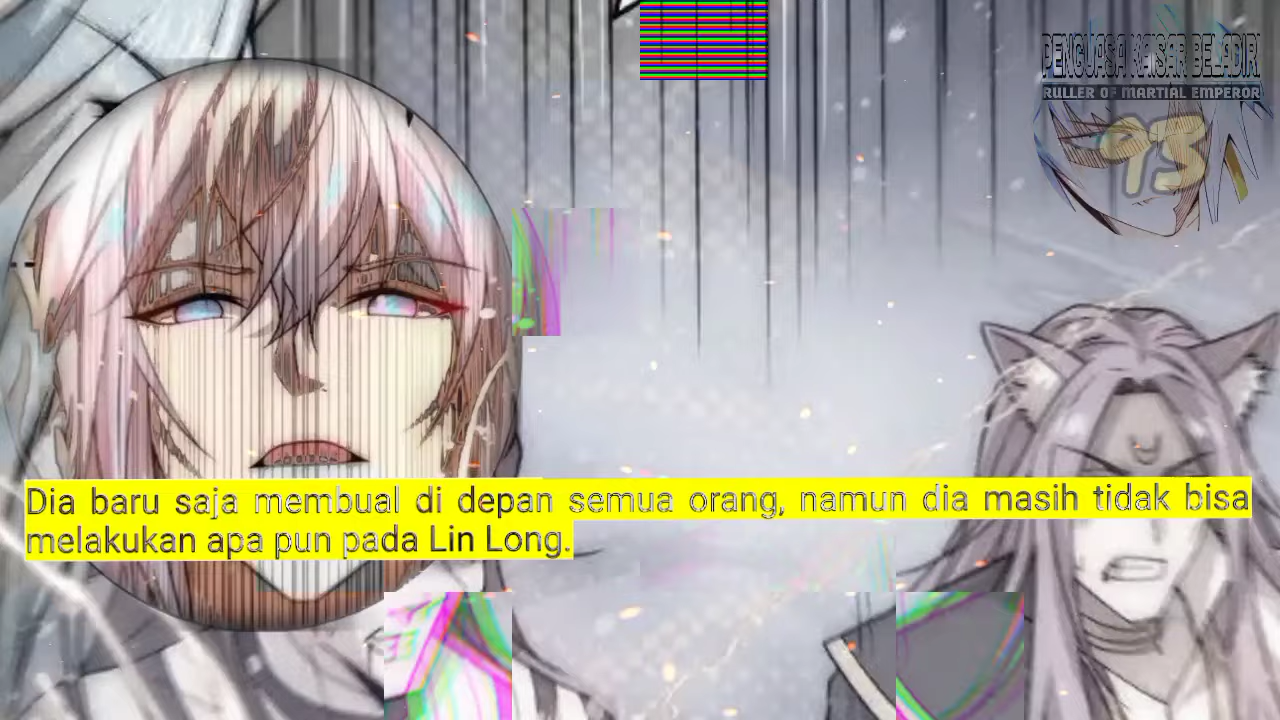 PENGUASA KAISAR BELADIRI
RULLER OF MARTIAL EMPEROR
93
Dia baru saja membual di depan semua orang, namun dia masih tidak bisa
melakukan apa pun pada Lin Long.